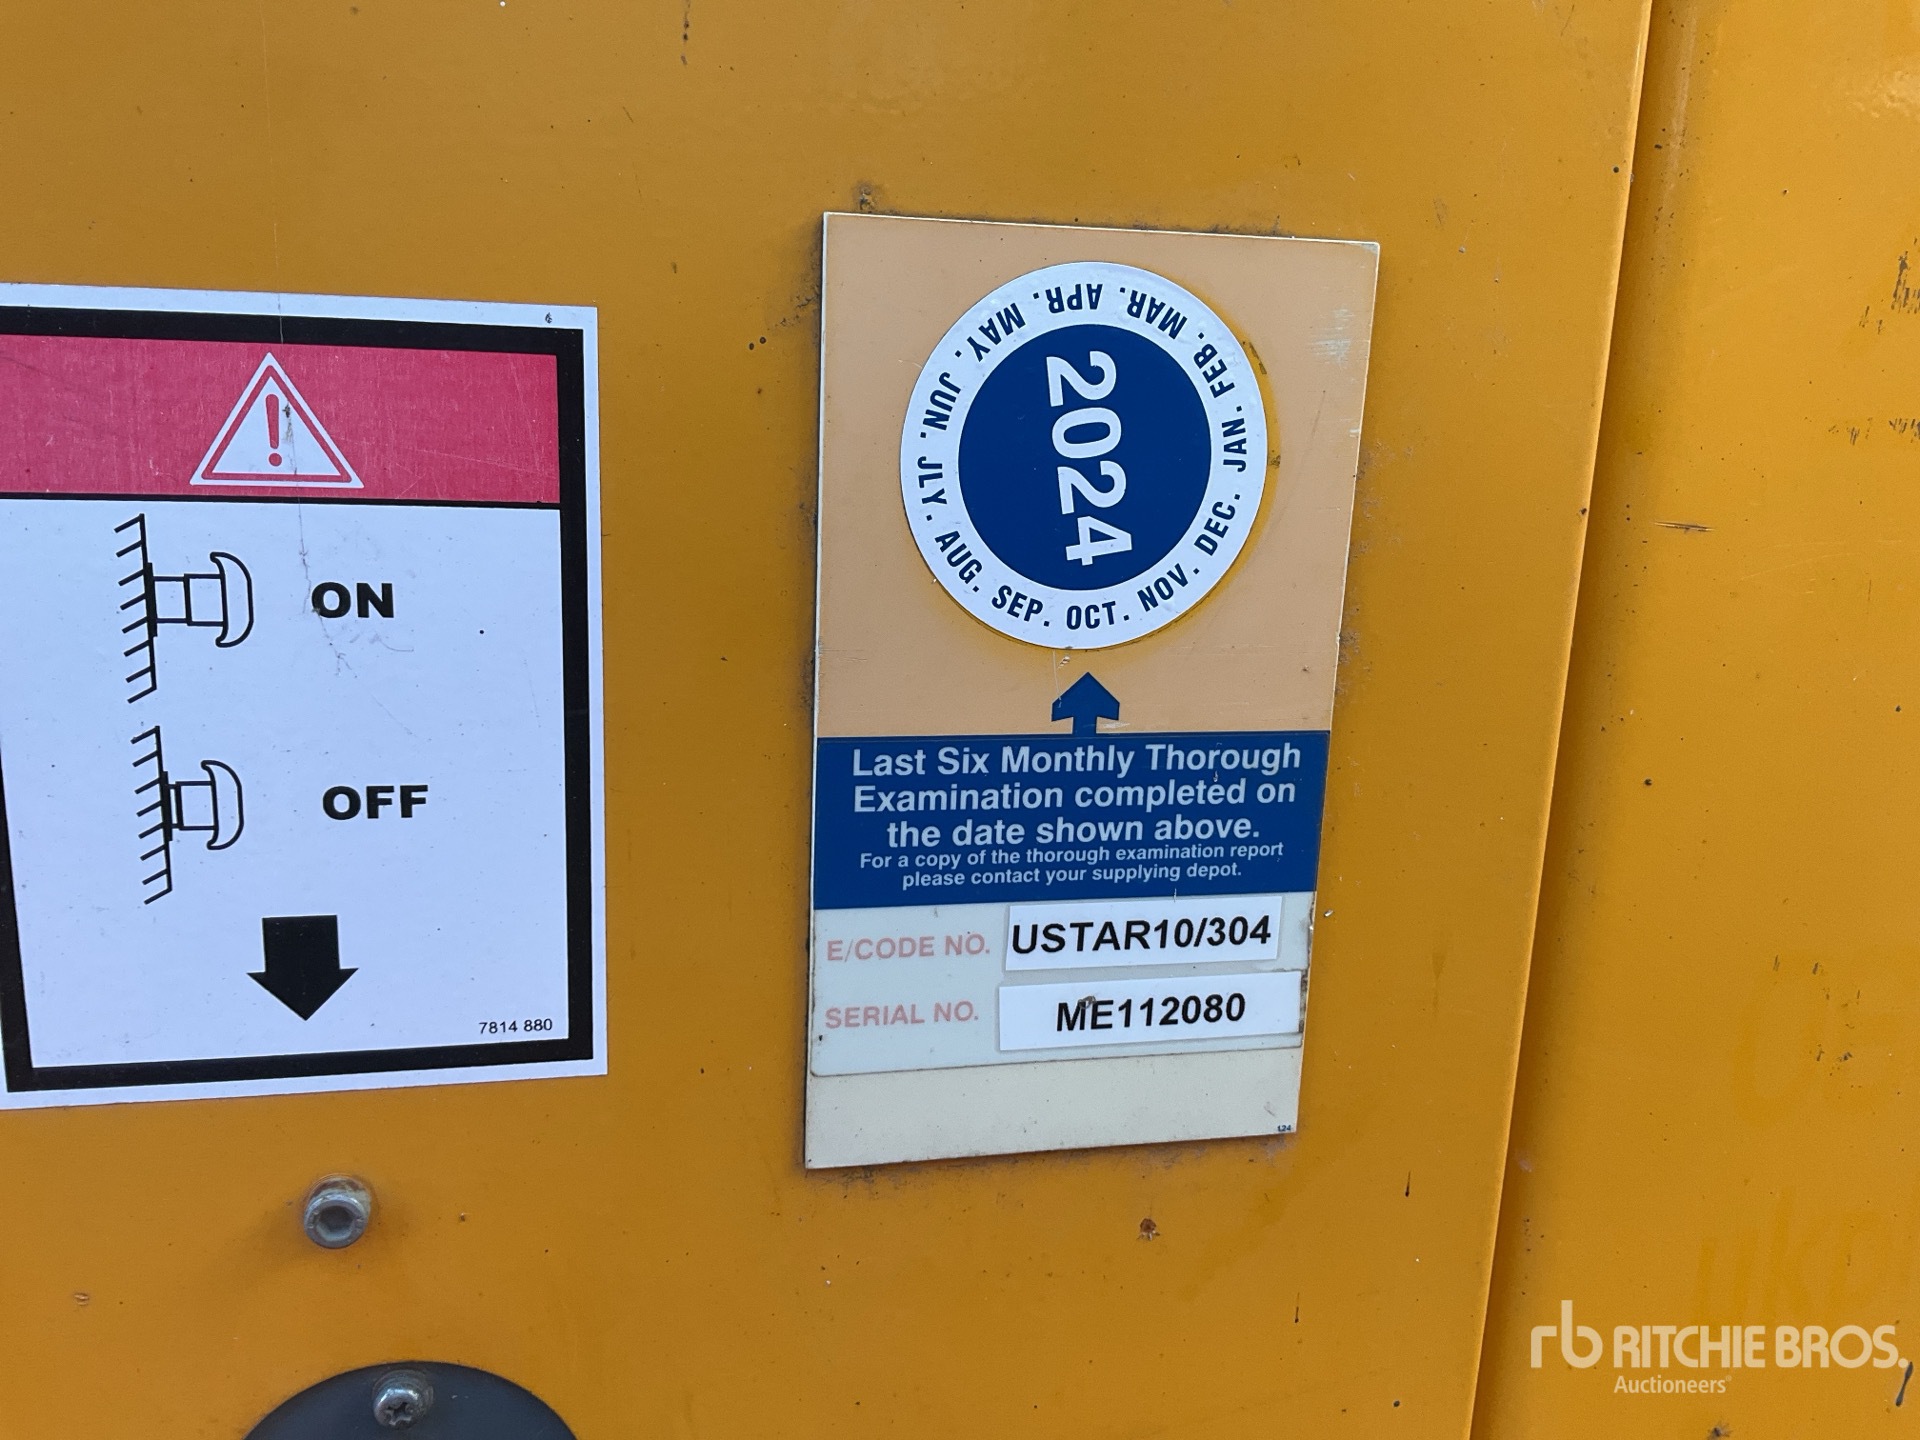 ON
OFF
7814 880
JAN. FEB. MAR. APR. MAY. JUN. JLY. AUG. SEP. OCT. NOV. DEC.
2024
Last Six Monthly Thorough
Examination completed on
the date shown above.
For a copy of the thorough examination report
please contact your supplying depot.
E/CODE NO. USTAR10/304
SERIAL NO. ME112080
rb RITCHIE BROS.
Auctioneers